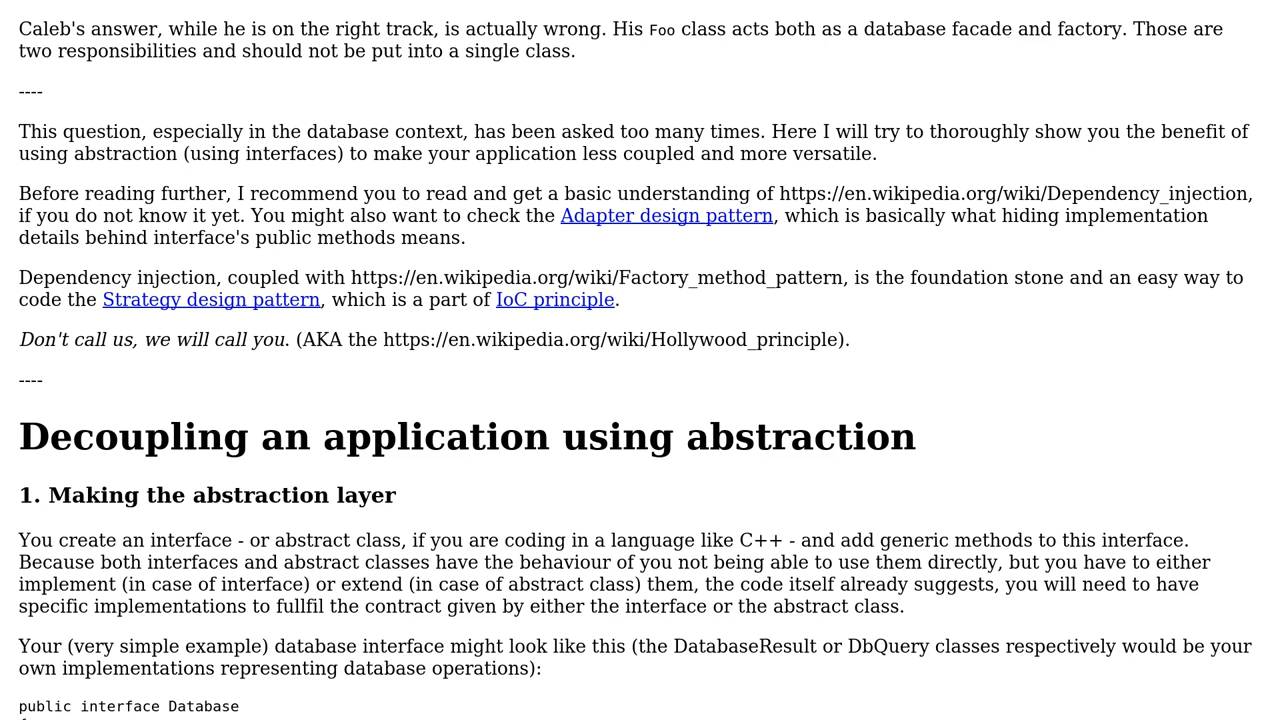 Caleb's answer, while he is on the right track, is actually wrong. His Foo class acts both as a database facade and factory. Those are
two responsibilities and should not be put into a single class.
----
This question, especially in the database context, has been asked too many times. Here I will try to thoroughly show you the benefit of
using abstraction (using interfaces) to make your application less coupled and more versatile.
Before reading further, I recommend you to read and get a basic understanding of https://en.wikipedia.org/wiki/Dependency_injection,
if you do not know it yet. You might also want to check the Adapter design pattern, which is basically what hiding implementation
details behind interface's public methods means.
Dependency injection, coupled with https://en.wikipedia.org/wiki/Factory_method_pattern, is the foundation stone and an easy way to
code the Strategy design pattern, which is a part of IoC principle.
Don't call us, we will call you. (AKA the https://en.wikipedia.org/wiki/Hollywood_principle).
----
Decoupling an application using abstraction
1. Making the abstraction layer
You create an interface - or abstract class, if you are coding in a language like C++ - and add generic methods to this interface.
Because both interfaces and abstract classes have the behaviour of you not being able to use them directly, but you have to either
implement (in case of interface) or extend (in case of abstract class) them, the code itself already suggests, you will need to have
specific implementations to fullfil the contract given by either the interface or the abstract class.
Your (very simple example) database interface might look like this (the DatabaseResult or DbQuery classes respectively would be your
own implementations representing database operations):
public interface Database